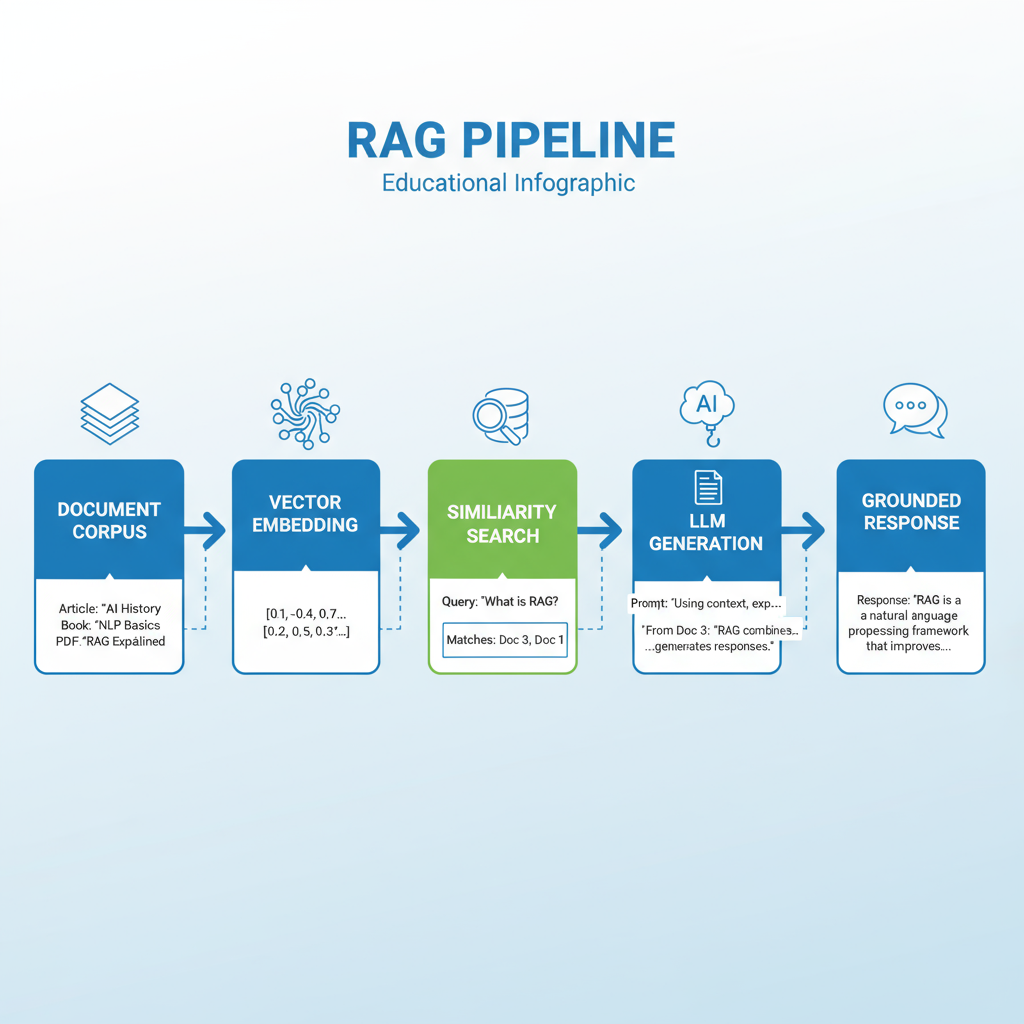 RAG PIPELINE
Educational Infographic
AI
DOCUMENT
CORPUS
Article: "AI History
Book: "NLP Basics
PDF."RAG Expälined
VECTOR
EMBEDDING
[0.1, -0.4, 0.7...
[0.2, 0.5, 0.3"...]
SIMILIARITY
SEARCH
Query: "What is RAG?
Matches: Doc 3, Doc 1
LLM
GENERATION
Prompt: "Using context, exp...
"From Doc 3: "RAG combines..
...generates responses."
GROUNDED
RESPONSE
Response: "RAG is a
a natural anguage
propessing framework
that improves....